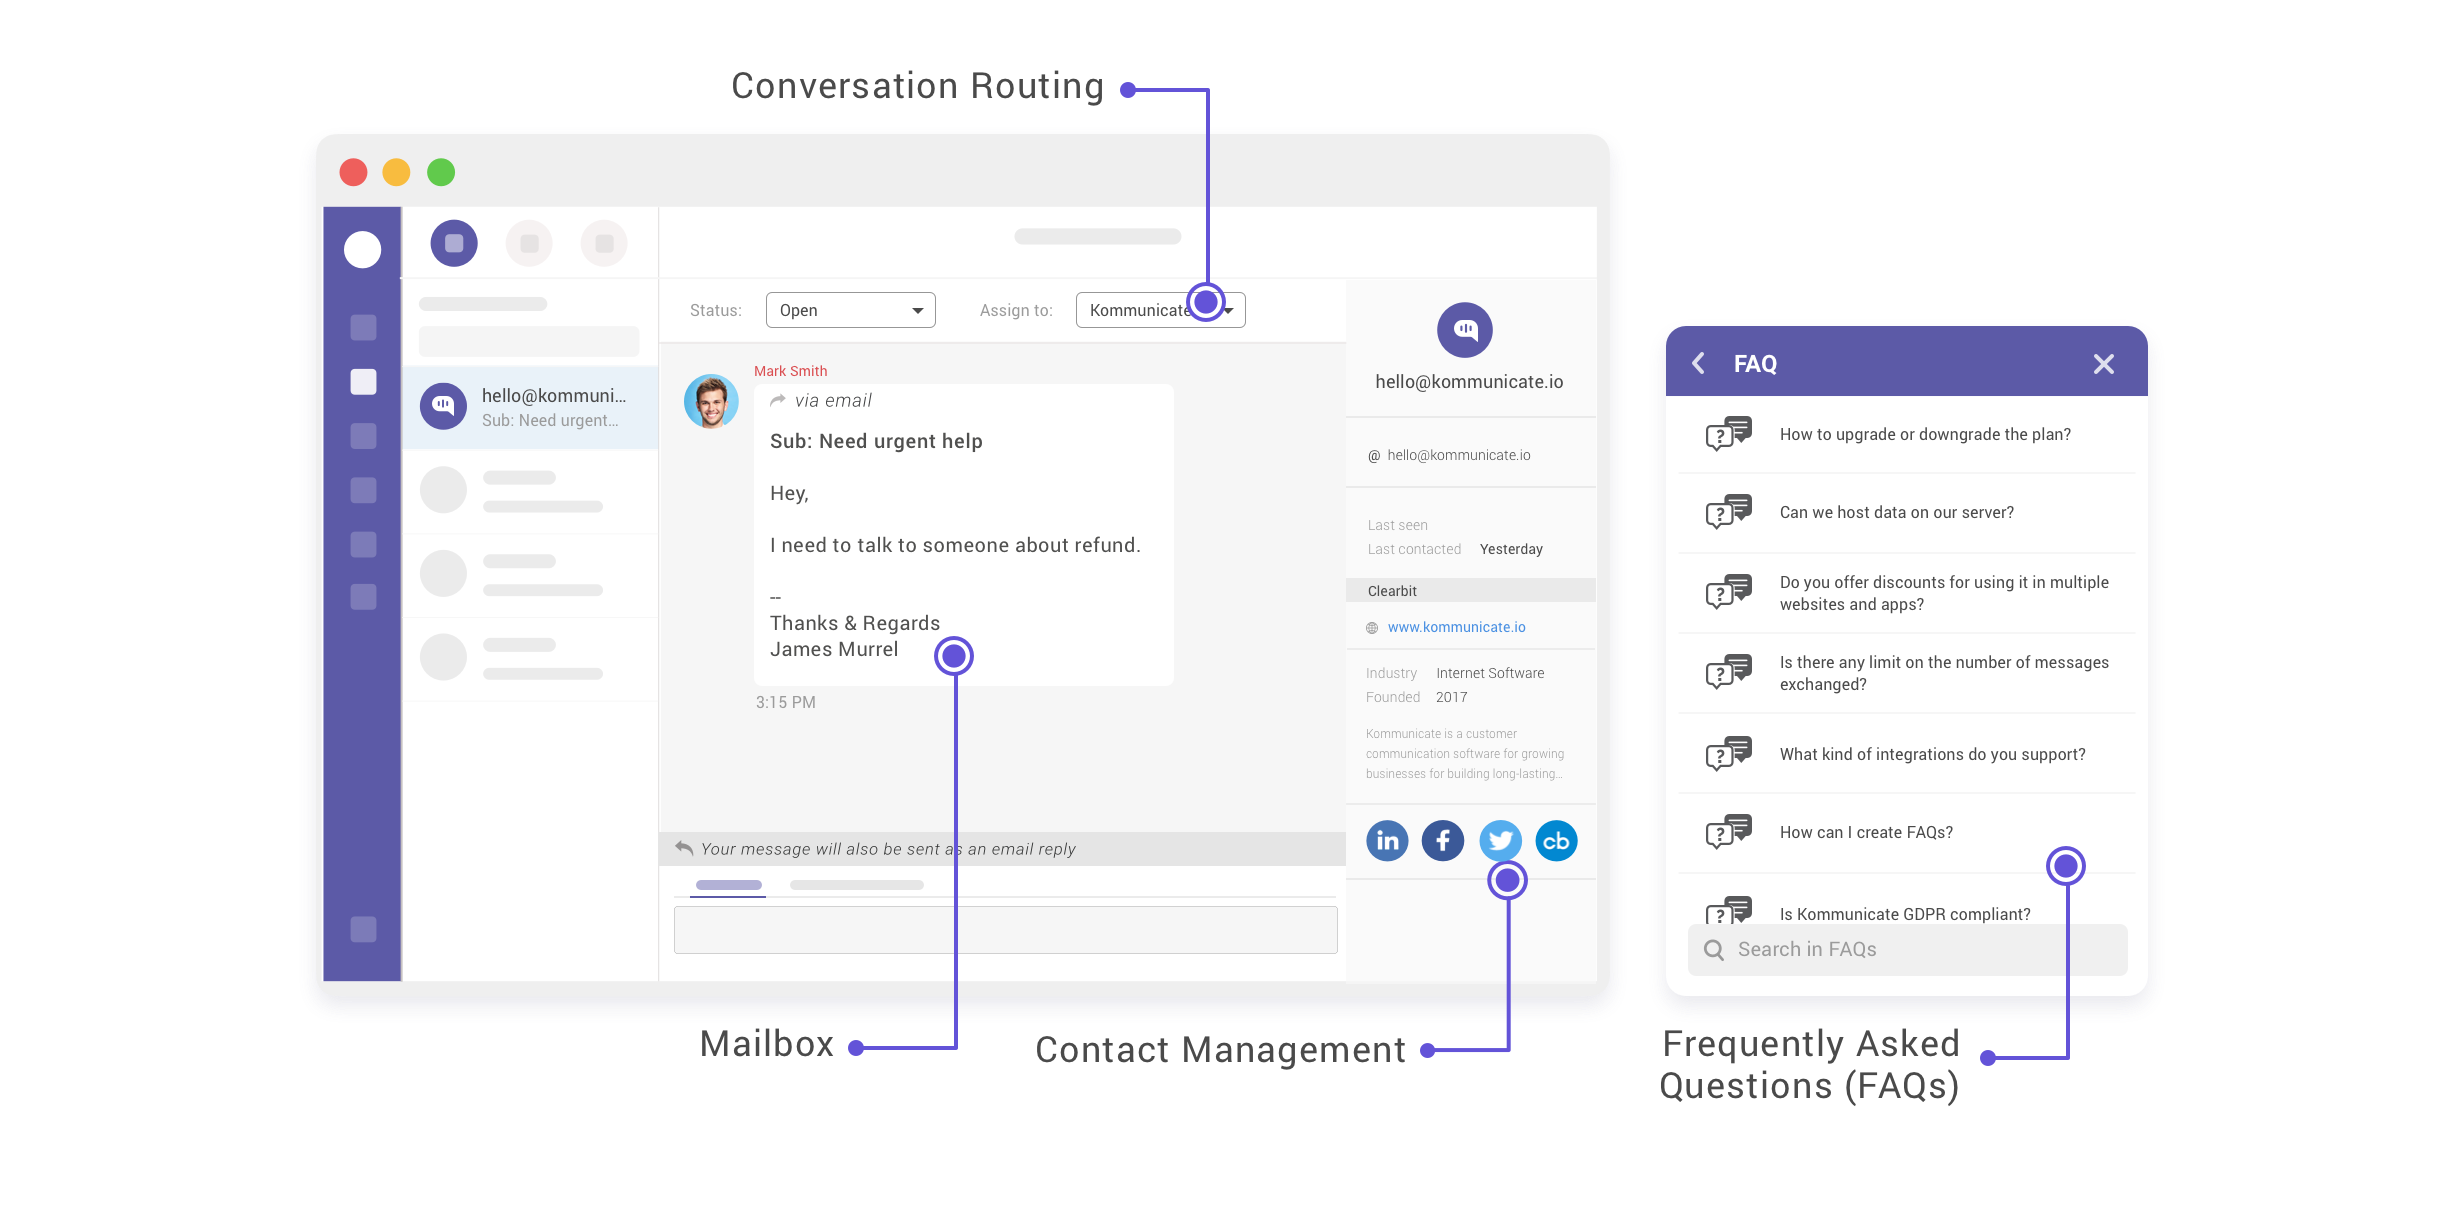 Conversation Routing
Status:
Open
Assign to:
Kommunicate
hello@kommuni...
Sub: Need urgent...
Mark Smith
via email
Sub: Need urgent help
Hey,
I need to talk to someone about refund.
--
Thanks & Regards
James Murrel
3:15 PM
Your message will also be sent as an email reply
hello@kommunicate.io
@ hello@kommunicate.io
Last seen
Last contacted Yesterday
Clearbit
www.kommunicate.io
Industry Internet Software
Founded 2017
Kommunicate is a customer
communication software for growing
businesses for building long-lasting...
in f cb
FAQ
How to upgrade or downgrade the plan?
Can we host data on our server?
Do you offer discounts for using it in multiple
websites and apps?
Is there any limit on the number of messages
exchanged?
What kind of integrations do you support?
How can I create FAQs?
Is Kommunicate GDPR compliant?
Search in FAQs
Mailbox
Contact Management
Frequently Asked
Questions (FAQs)